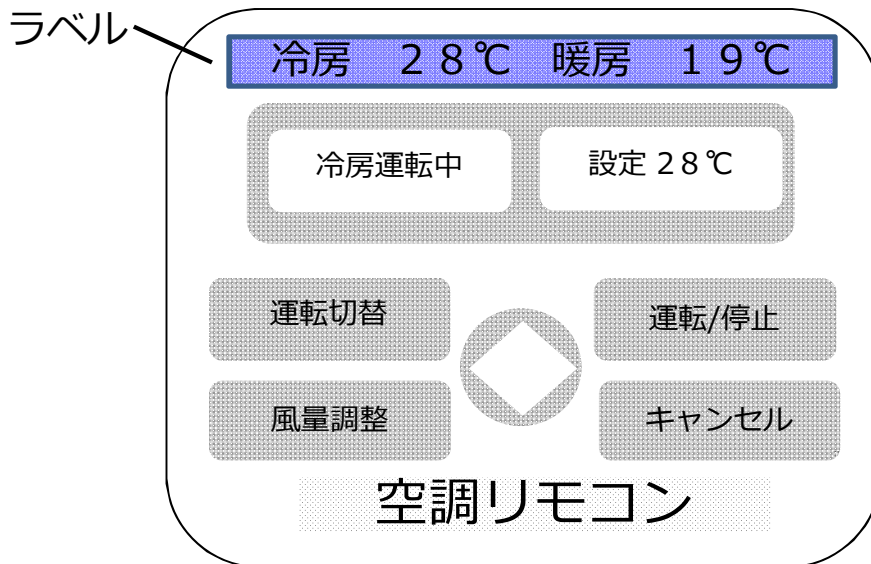 ラベル
冷房　２８℃　暖房　１９℃
冷房運転中
設定 28℃
運転切替
運転/停止
風量調整
キャンセル
空調リモコン